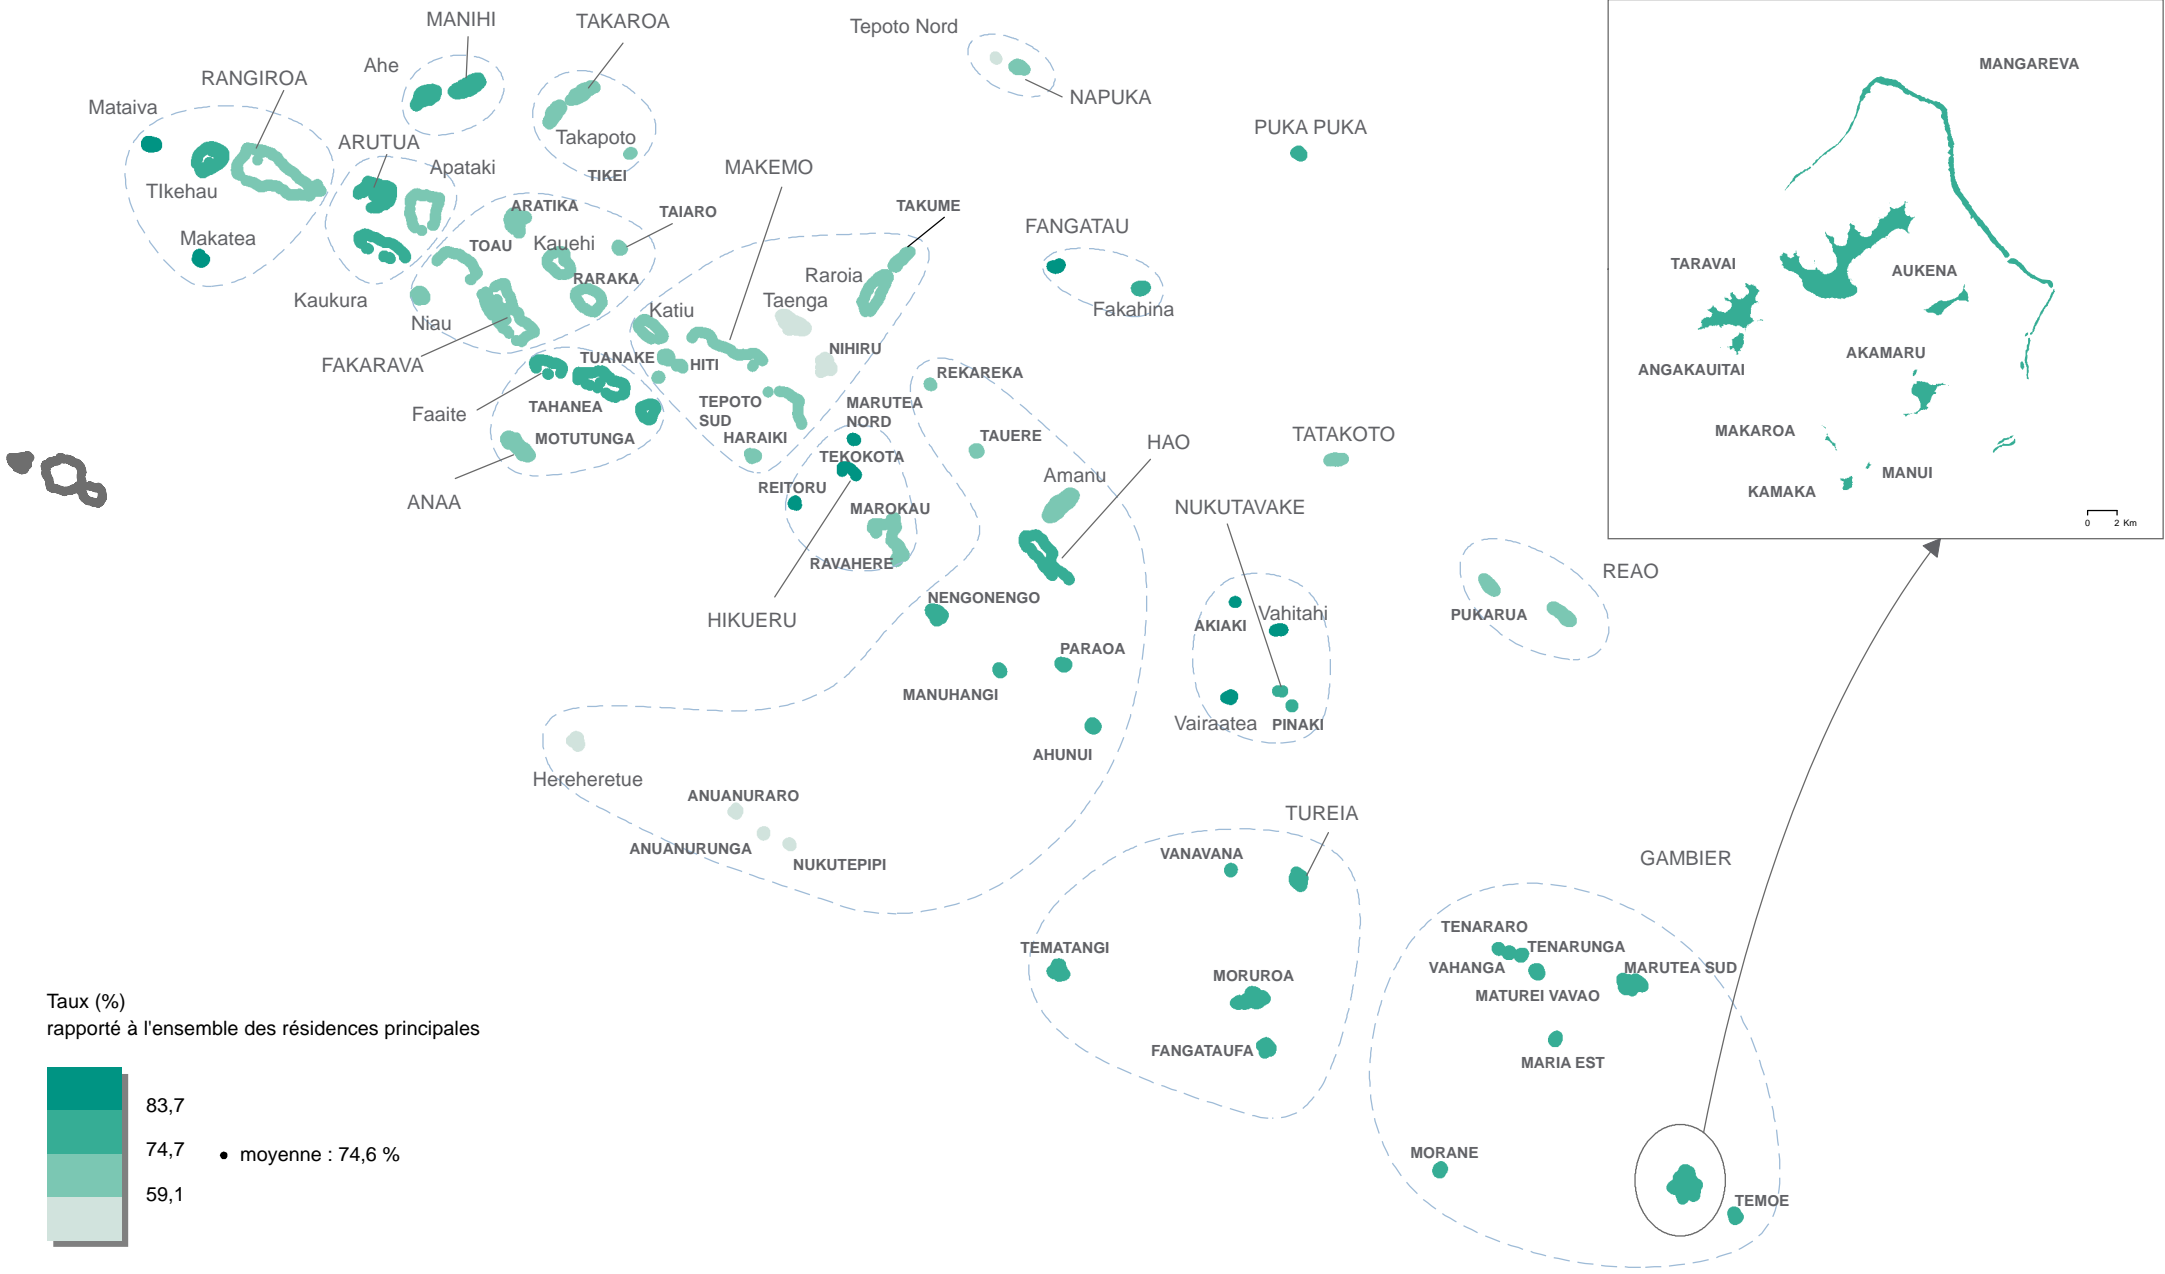 MANIHI
TAKAROA
Tepoto Nord
Ahe
RANGIROA
NAPUKA
Mataiva
ARUTUA
Takapoto
PUKA PUKA
Apataki
MAKEMO
TIKEI
TIkehau
ARATIKA
TAIARO
TAKUME
FANGATAU
Makatea
TOAU
Kauehi
RARAKA
Raroia
Taenga
Kaukura
Niau
Katiu
Fakahina
FAKARAVA
TUANAKE
HITI
NIHIRU
REKAREKA
Faaite
TAHANEA
TEPOTO
SUD
MARUTEA
NORD
MOTUTUNGA
HARAIKI
TAUERE
HAO
TATAKOTO
TEKOKOTA
Amanu
ANAA
REITORU
MAROKAU
NUKUTAVAKE
RAVAHERE
REAO
NENGONENGO
HIKUERU
AKIAKI
Vahitahi
PUKARUA
PARAOA
MANUHANGI
Vairaatea
PINAKI
AHUNUI
Hereheretue
ANUANURARO
ANUANURUNGA
NUKUTEPIPI
TUREIA
VANAVANA
GAMBIER
TEMATANGI
MORUROA
FANGATAUFA
TENARARO
TENARUNGA
VAHANGA
MARUTEA SUD
MATUREI VAVAO
MARIA EST
MORANE
TEMOE
MANGAREVA
TARAVAI
AUKENA
AKAMARU
ANGAKAUITAI
MAKAROA
MANUI
KAMAKA
0 2 Km
Taux (%)
rapporté à l'ensemble des résidences principales
83,7
74,7
• moyenne : 74,6 %
59,1